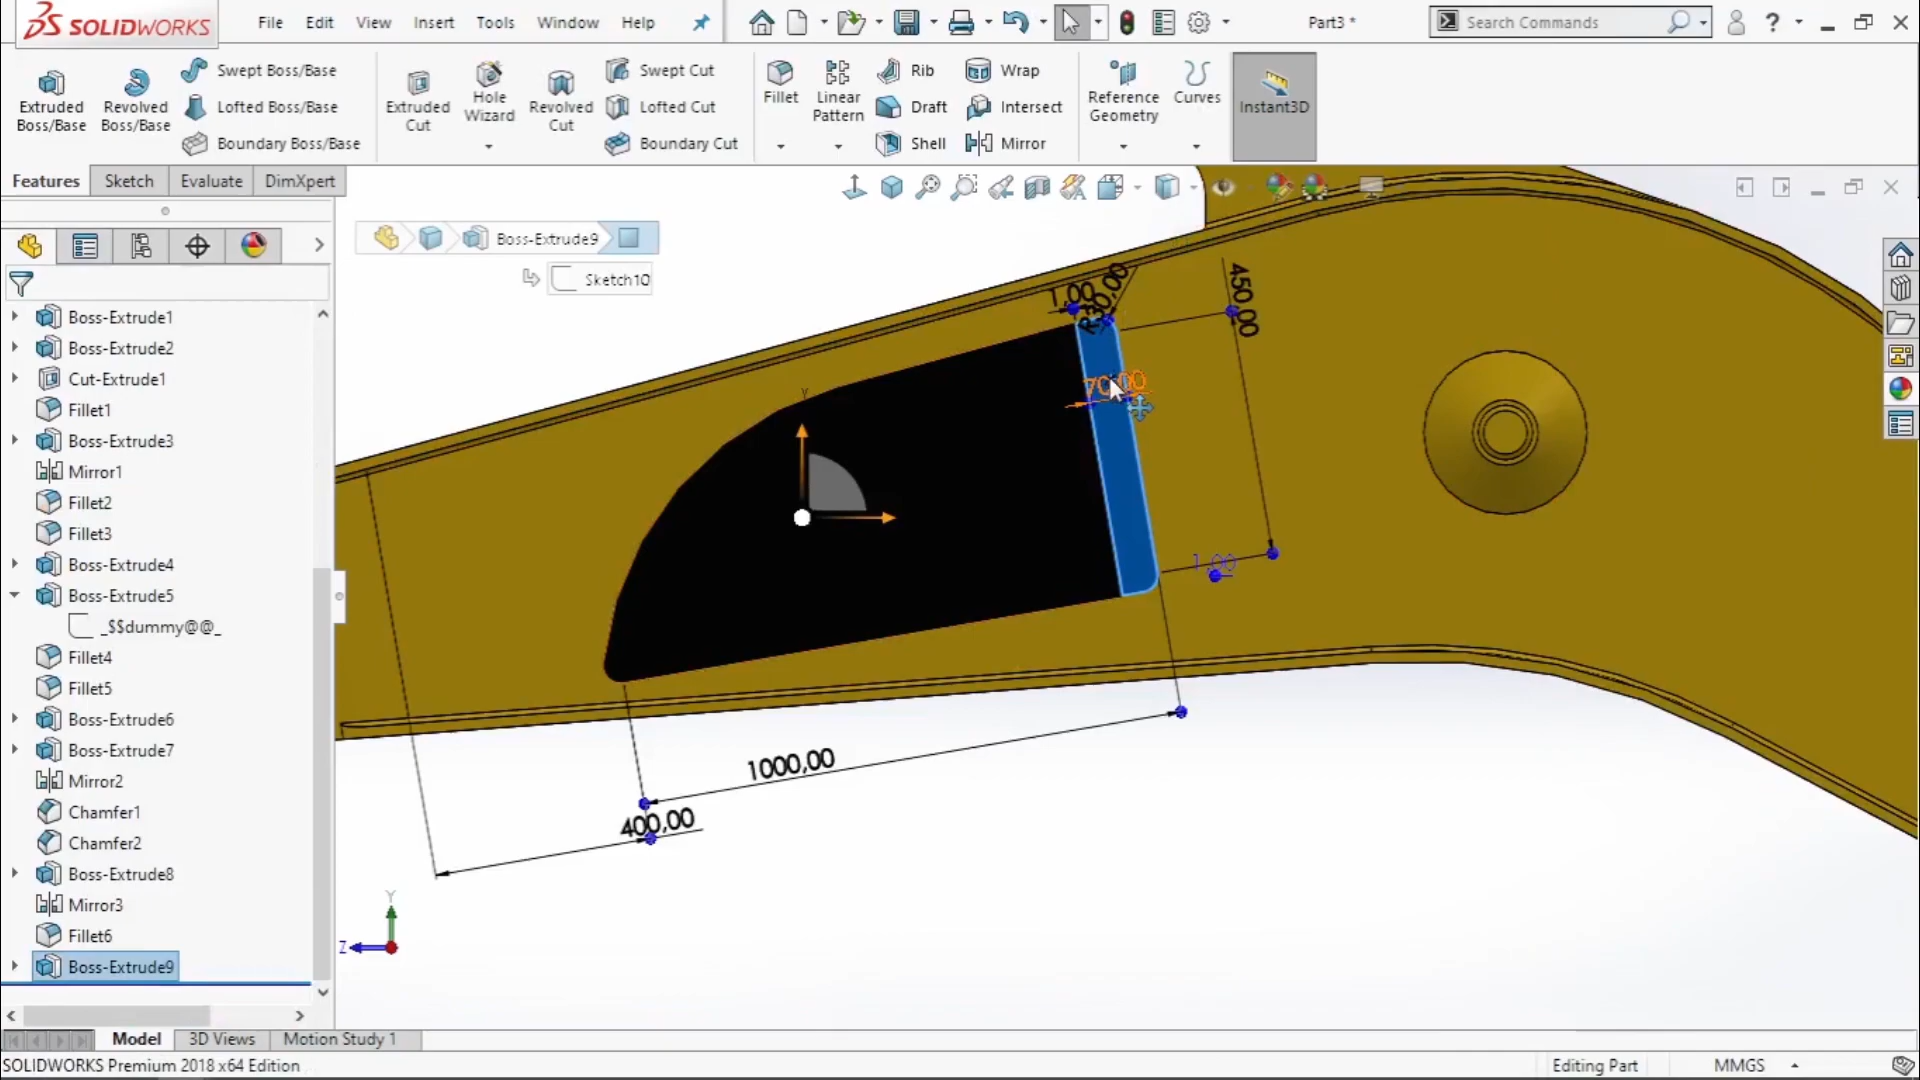 SOLIDWORKS
File Edit View Insert Tools Window Help
Part3 *
Search Commands
Extruded Boss/Base
Revolved Boss/Base
Swept Boss/Base
Lofted Boss/Base
Boundary Boss/Base
Extruded Cut
Hole Wizard
Revolved Cut
Swept Cut
Lofted Cut
Boundary Cut
Fillet
Linear Pattern
Rib
Draft
Shell
Wrap
Intersect
Mirror
Reference Geometry
Curves
Instant3D
Features Sketch Evaluate DimXpert
Boss-Extrude9
Sketch10
Boss-Extrude1
Boss-Extrude2
Cut-Extrude1
Fillet1
Boss-Extrude3
Mirror1
Fillet2
Fillet3
Boss-Extrude4
Boss-Extrude5
_$$dummy@@_
Fillet4
Fillet5
Boss-Extrude6
Boss-Extrude7
Mirror2
Chamfer1
Chamfer2
Boss-Extrude8
Mirror3
Fillet6
Boss-Extrude9
1,00
R30,00
450,00
70,00
1,00
Y
1000,00
400,00
Y
Z
Model 3D Views Motion Study 1
SOLIDWORKS Premium 2018 x64 Edition
Editing Part
MMGS